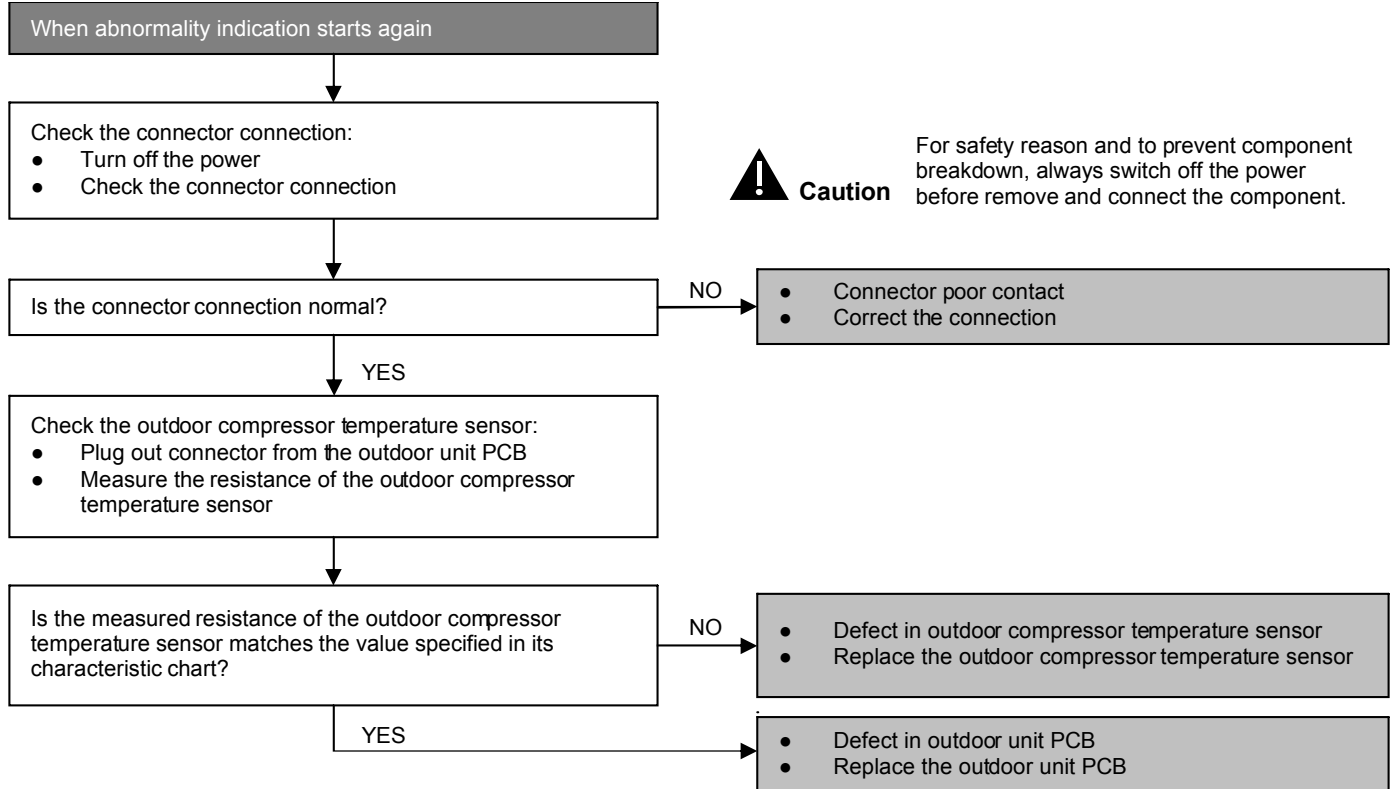 When abnormality indication starts again
Check the connector connection:
● Turn off the power
● Check the connector connection
For safety reason and to prevent component
breakdown, always switch off the power
before remove and connect the component.
Caution
Is the connector connection normal?
NO
● Connector poor contact
● Correct the connection
YES
Check the outdoor compressor temperature sensor:
● Plug out connector from the outdoor unit PCB
● Measure the resistance of the outdoor compressor
temperature sensor
Is the measured resistance of the outdoor compressor
temperature sensor matches the value specified in its
characteristic chart?
NO
● Defect in outdoor compressor temperature sensor
● Replace the outdoor compressor temperature sensor
YES
● Defect in outdoor unit PCB
● Replace the outdoor unit PCB